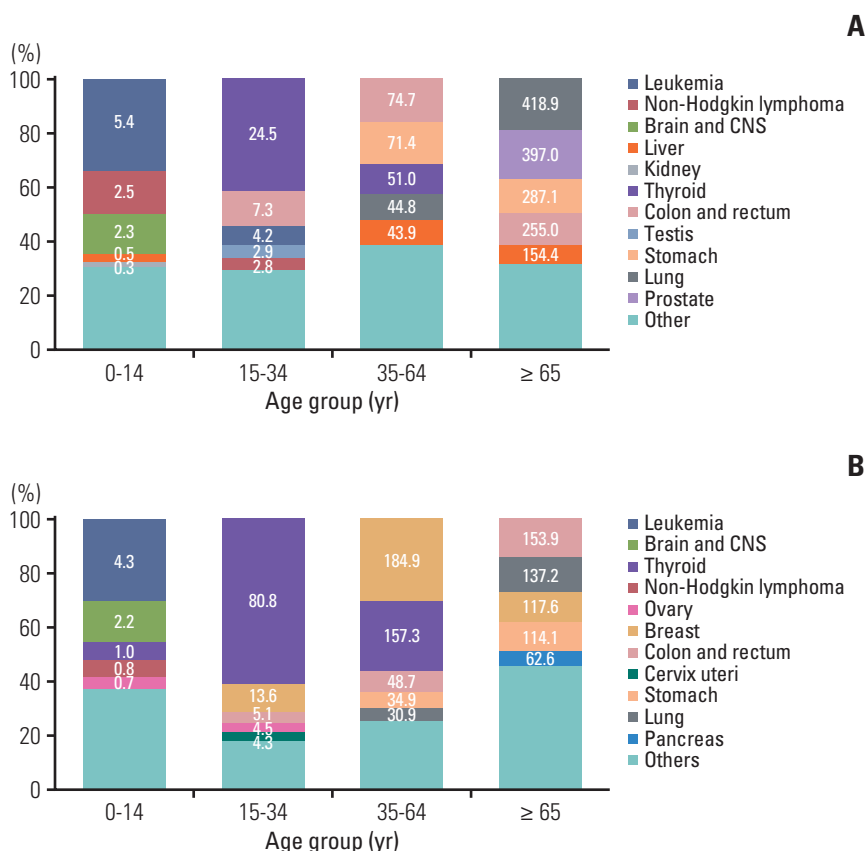 A
(%)
100
80
60
40
20
0
5.4
2.5
2.3
0.5
0.3
24.5
7.3
4.2
2.9
2.8
74.7
71.4
51.0
44.8
43.9
418.9
397.0
287.1
255.0
154.4
0-14
15-34
35-64
≥ 65
Age group (yr)
Leukemia
Non-Hodgkin lymphoma
Brain and CNS
Liver
Kidney
Thyroid
Colon and rectum
Testis
Stomach
Lung
Prostate
Other
B
(%)
100
80
60
40
20
0
4.3
2.2
1.0
0.8
0.7
80.8
13.6
5.1
4.5
4.3
184.9
157.3
48.7
34.9
30.9
153.9
137.2
117.6
114.1
62.6
0-14
15-34
35-64
≥ 65
Age group (yr)
Leukemia
Brain and CNS
Thyroid
Non-Hodgkin lymphoma
Ovary
Breast
Colon and rectum
Cervix uteri
Stomach
Lung
Pancreas
Others